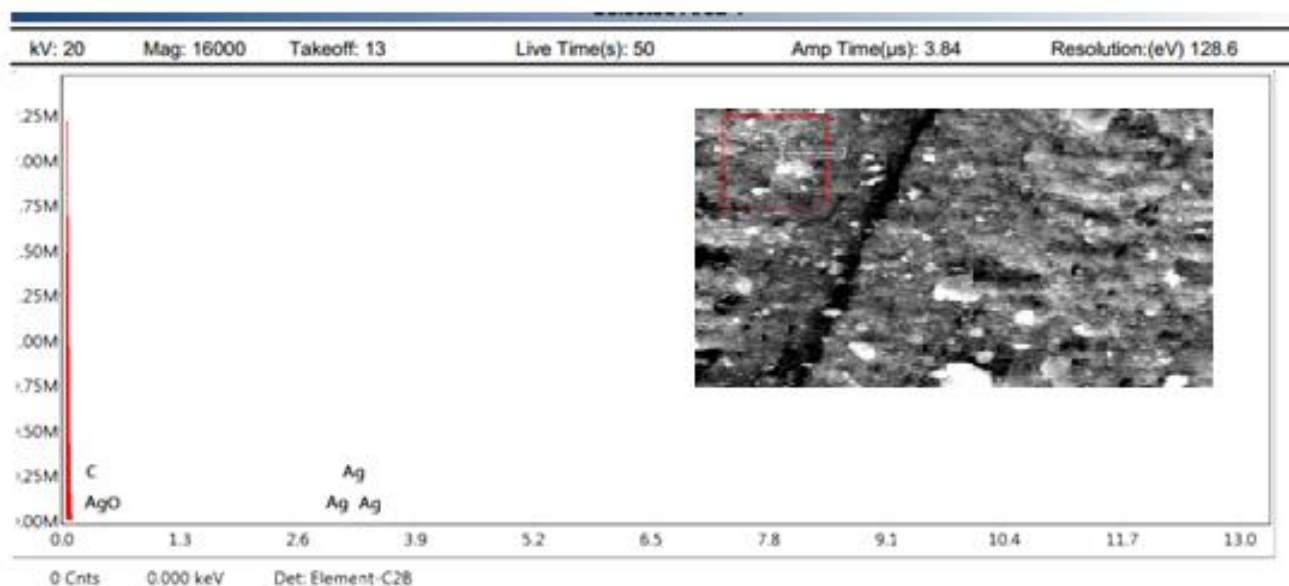 kV: 20 Mag: 16000 Takeoff: 13 Live Time(s): 50 Amp Time(µs): 3.84 Resolution:(eV) 128.6
.25M
.00M
.75M
.50M
.25M
.00M
.75M
.50M
.25M
.00M
C Ag
AgO Ag Ag
0.0 1.3 2.6 3.9 5.2 6.5 7.8 9.1 10.4 11.7 13.0
0 Cnts 0.000 keV Det: Element-C2B